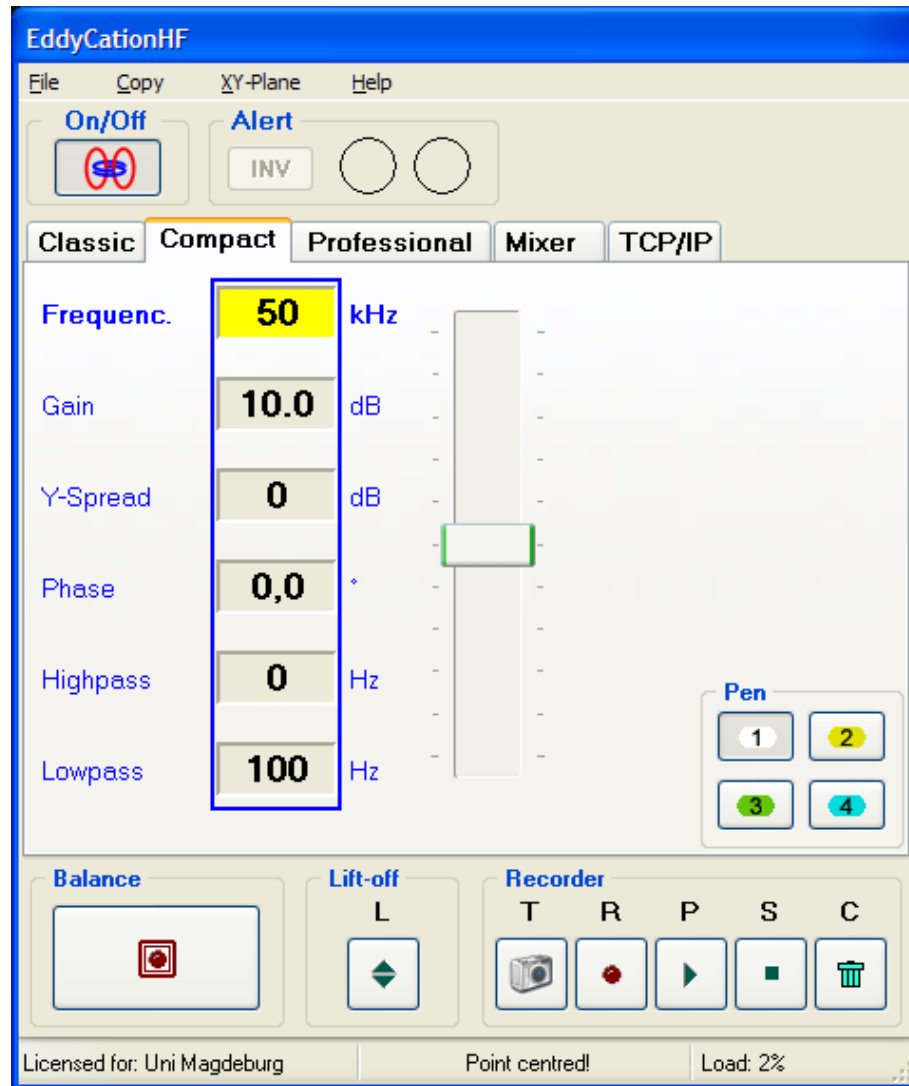 EddyCationHF
File Copy XY-Plane Help
On/Off Alert
INV
Classic Compact Professional Mixer TCP/IP
Frequenc. 50 kHz
Gain 10.0 dB
Y-Spread 0 dB
Phase 0,0 °
Highpass 0 Hz
Lowpass 100 Hz
Pen
1 2
3 4
Balance Lift-off Recorder
L T R P S C
Licensed for: Uni Magdeburg Point centred! Load: 2%